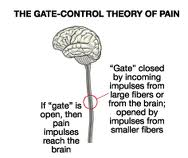 THE GATE-CONTROL THEORY OF PAIN
"Gate" closed
by incoming
impulses from
large fibers or
from the brain;
opened by
impulses from
smaller fibers
If "gate" is
open, then
pain
impulses
reach the
brain